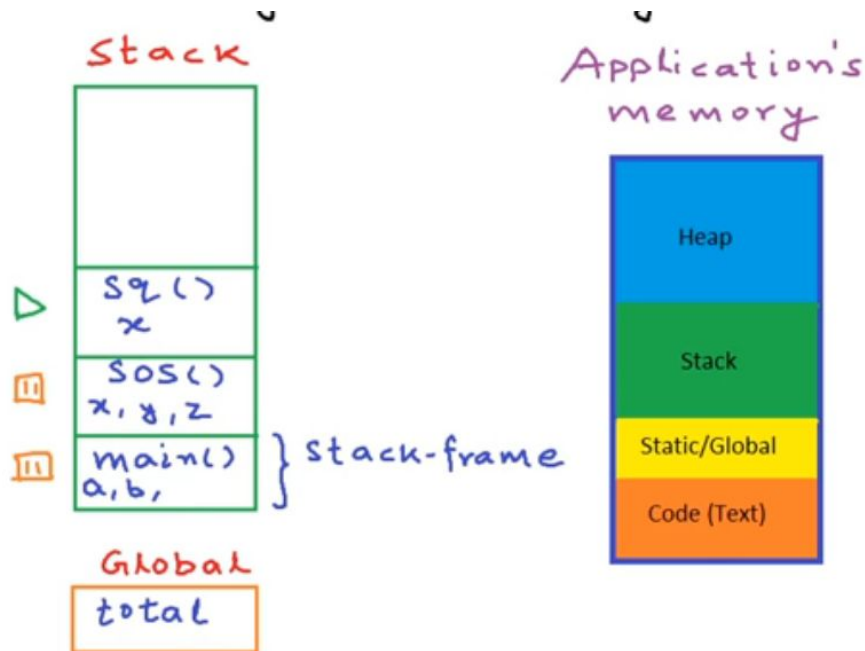 Stack
Sq()
x
SOS()
x, y, z
main()
a, b,
} stack-frame
Global
total
Application's
memory
Heap
Stack
Static/Global
Code (Text)